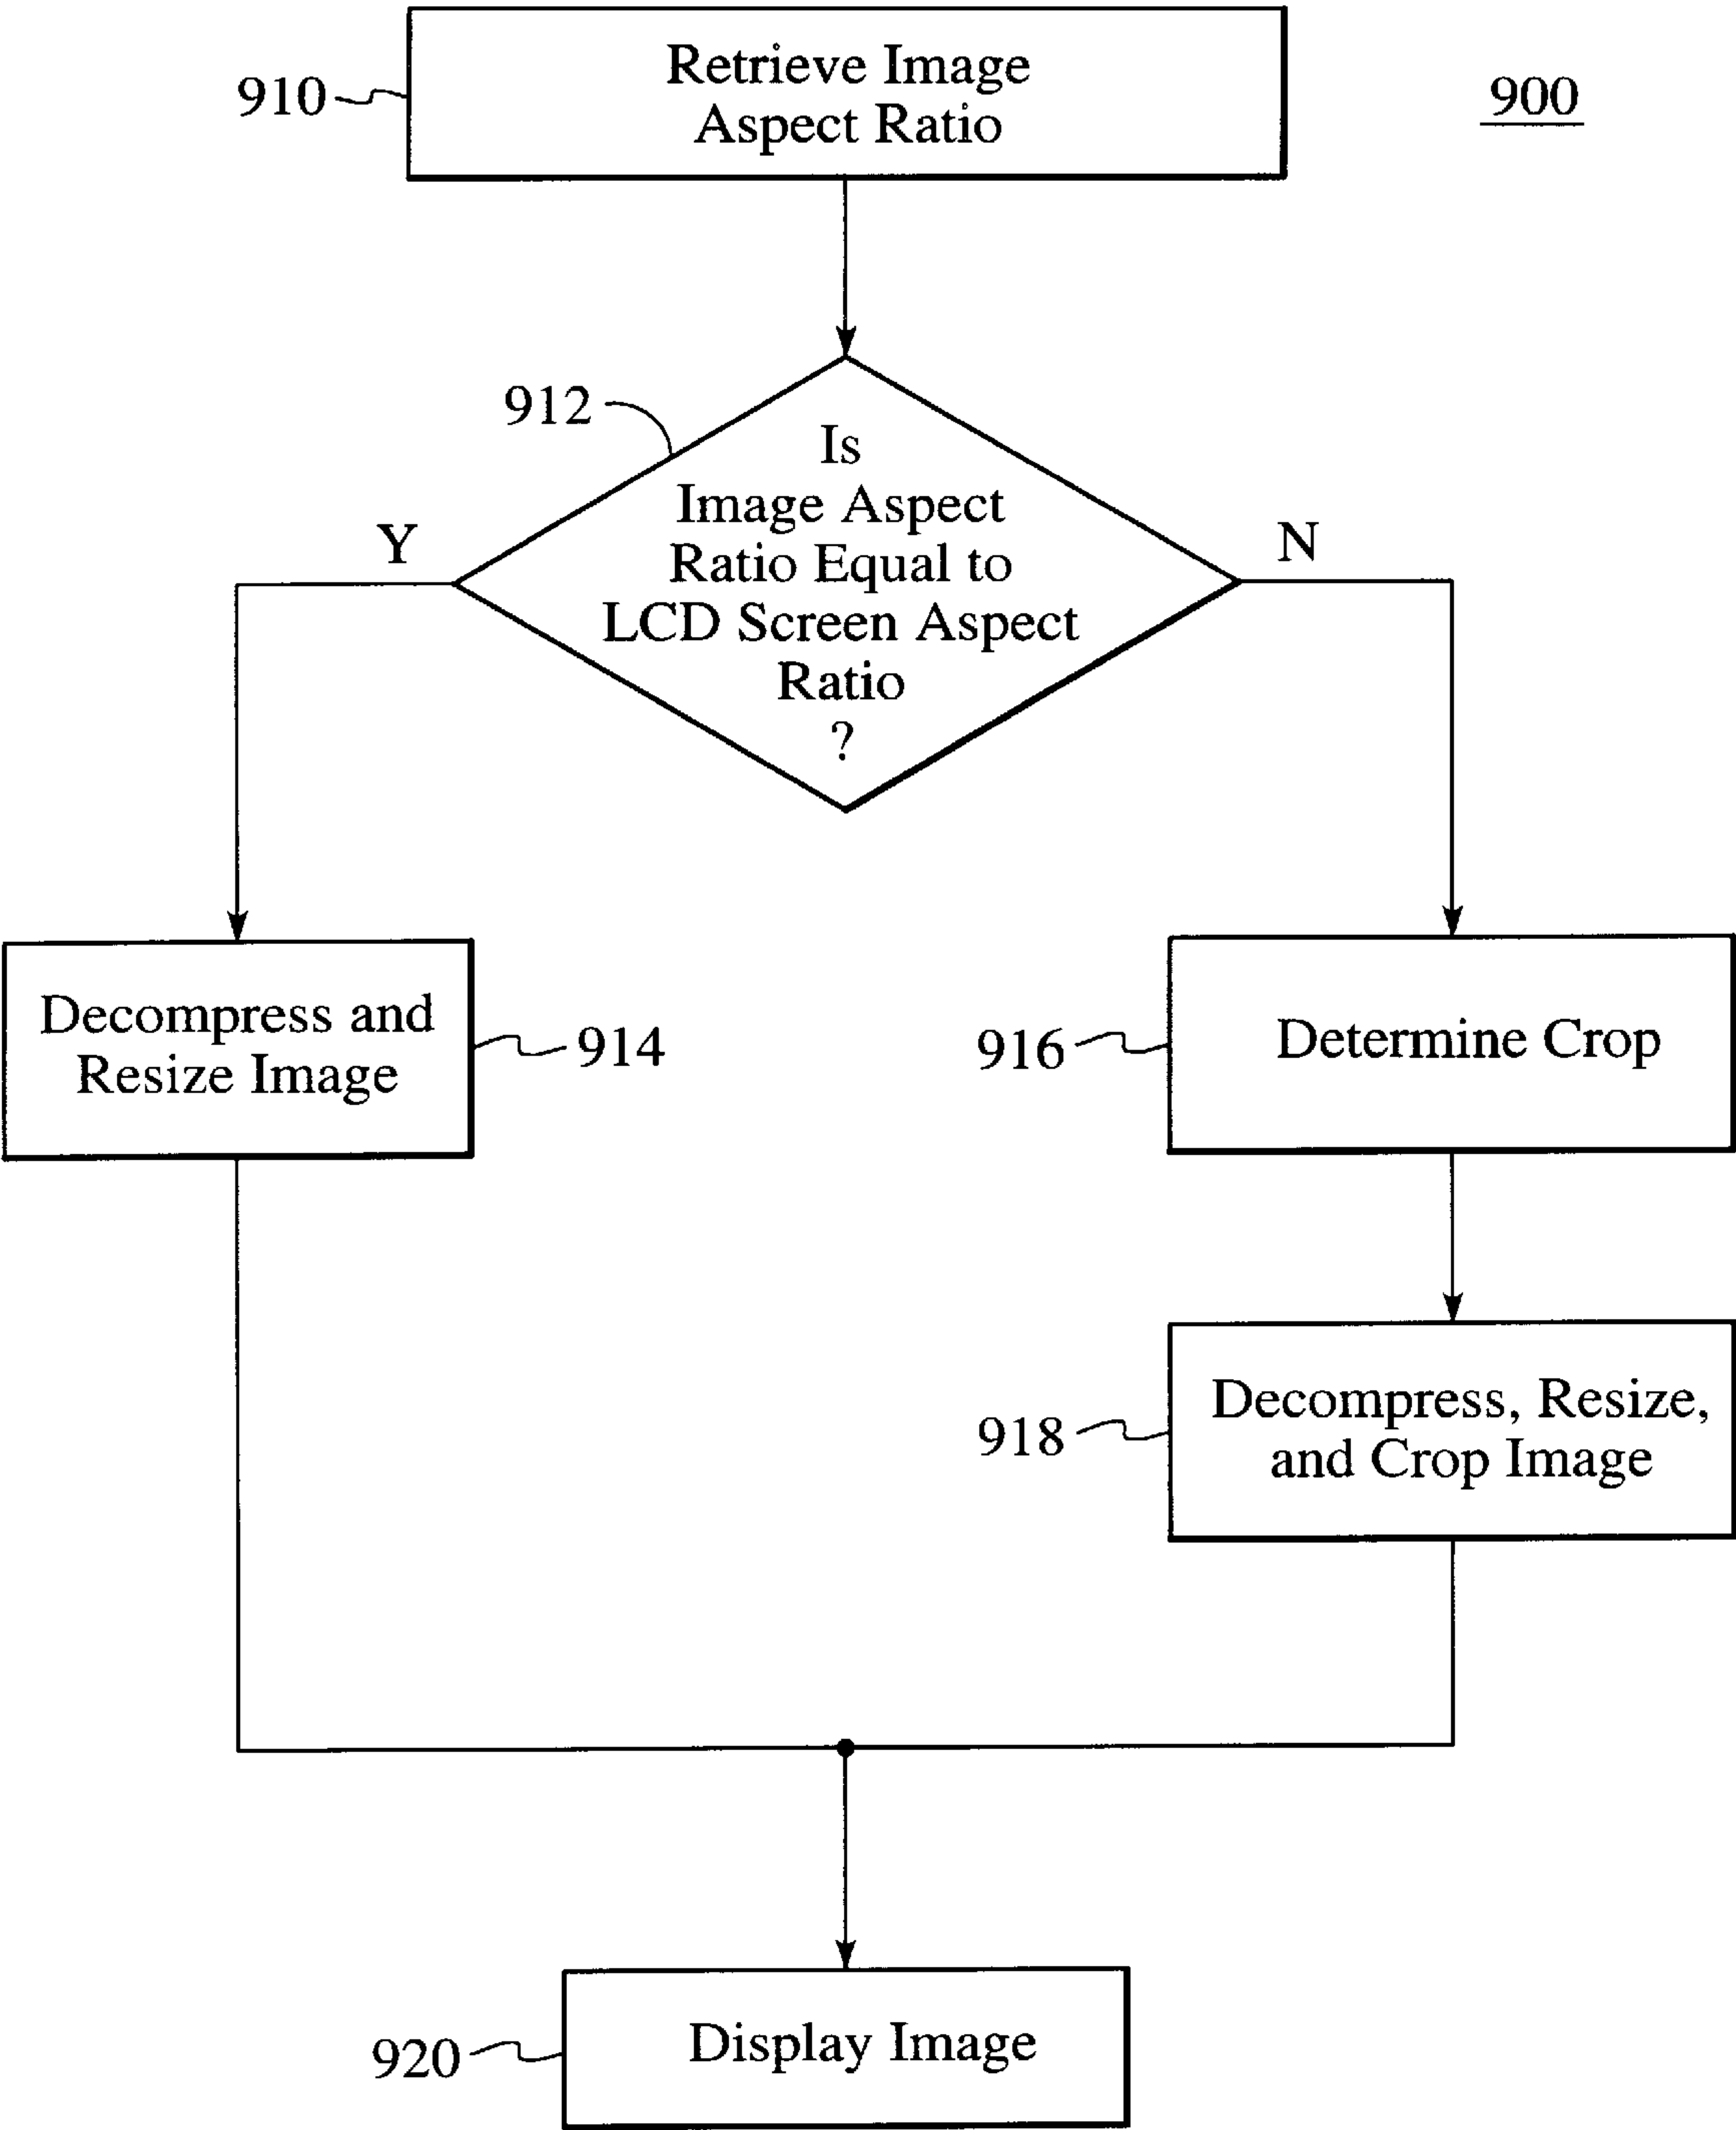 Retrieve Image
Aspect Ratio
910
900
912
Is
Image Aspect
Ratio Equal to
LCD Screen Aspect
Ratio
?
Y
N
Decompress and
Resize Image
914
916
Determine Crop
918
Decompress, Resize,
and Crop Image
920
Display Image